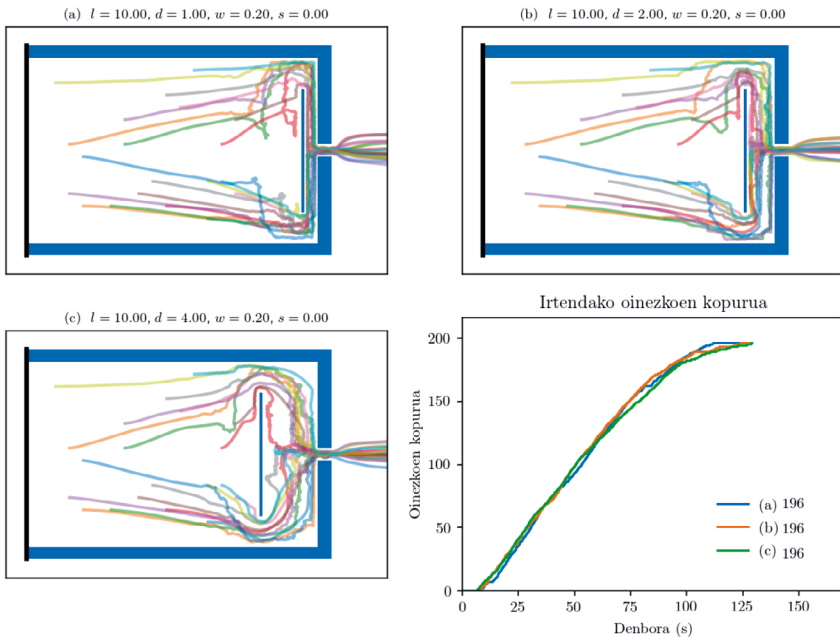 (a) l = 10.00, d = 1.00, w = 0.20, s = 0.00
(b) l = 10.00, d = 2.00, w = 0.20, s = 0.00
(c) l = 10.00, d = 4.00, w = 0.20, s = 0.00
Irtendako oinezkoen kopurua
Oinezkoen kopurua
200
150
100
50
0
(a) 196
(b) 196
(c) 196
0 25 50 75 100 125 150
Denbora (s)